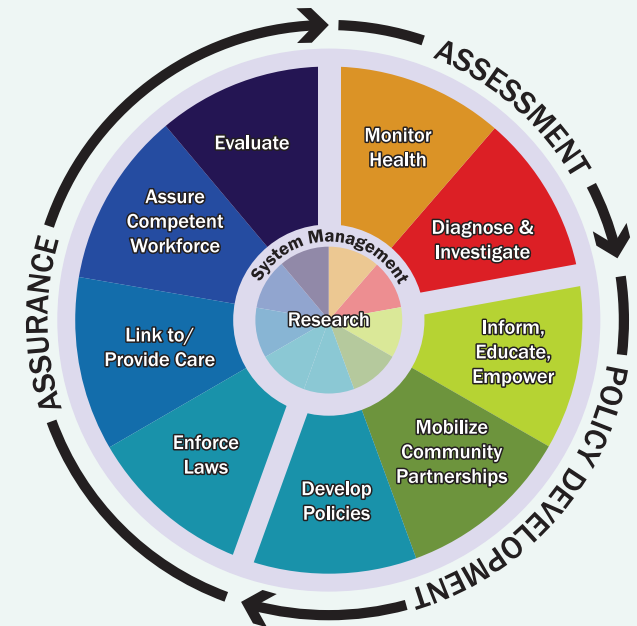 ASSESSMENT
Monitor
Health
Diagnose &
Investigate
POLICY DEVELOPMENT
Inform,
Educate,
Empower
Mobilize
Community
Partnerships
Develop
Policies
ASSURANCE
Enforce
Laws
Link to/
Provide Care
Assure
Competent
Workforce
Evaluate
System Management
Research